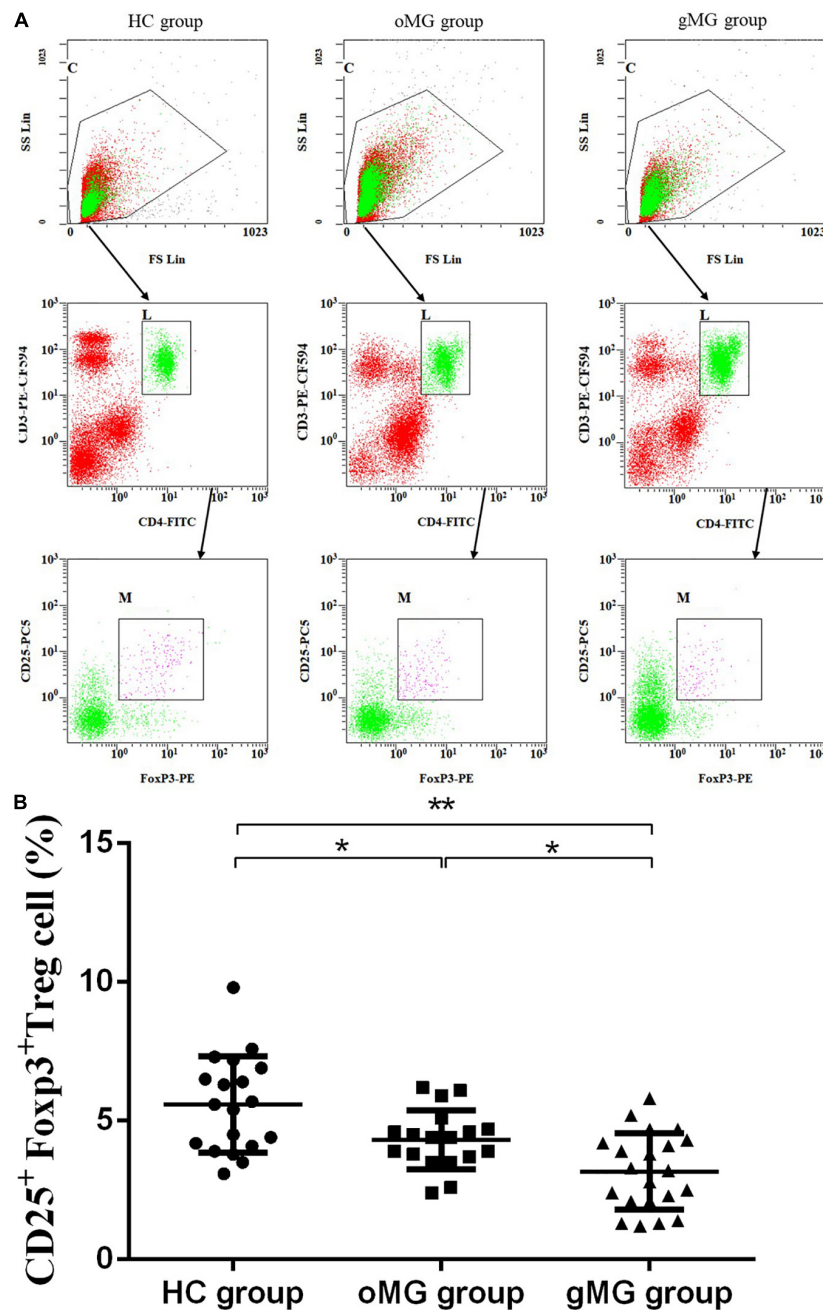 A
HC group
oMG group
gMG group
1023
C
SS Lin
0
0
1023
FS Lin
1023
C
SS Lin
0
0
1023
FS Lin
1023
C
SS Lin
0
0
1023
FS Lin
L
CD3-PE-CF594
10³
10²
10¹
10⁰
10⁰
10¹
10²
10³
CD4-FITC
L
CD3-PE-CF594
10³
10²
10¹
10⁰
10⁰
10¹
10²
10³
CD4-FITC
L
CD3-PE-CF594
10³
10²
10¹
10⁰
10⁰
10¹
10²
CD4-FITC
M
CD25-PC5
10³
10²
10¹
10⁰
10⁰
10¹
10²
10³
FoxP3-PE
M
CD25-PC5
10³
10²
10¹
10⁰
10⁰
10¹
10²
10³
FoxP3-PE
M
CD25-PC5
10³
10²
10¹
10⁰
10⁰
10¹
10²
FoxP3-PE
B
**
*
*
CD25⁺ Foxp3⁺Treg cell (%)
15
10
5
0
HC group
oMG group
gMG group